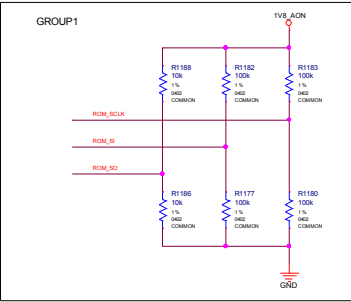 GROUP1
1V8_AON
R1188
10k
1%
0402
COMMON
R1182
100k
1%
0402
COMMON
R1183
100k
1%
0402
COMMON
ROM_SCLK
ROM_SI
ROM_SO
R1186
10k
1%
0402
COMMON
R1177
100k
1%
0402
COMMON
R1180
100k
1%
0402
COMMON
GND